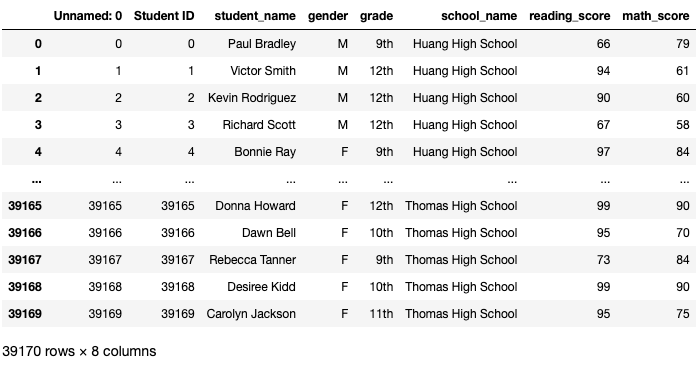 Unnamed: 0 Student ID student_name gender grade school_name reading_score math_score
0 0 0 Paul Bradley M 9th Huang High School 66 79
1 1 1 Victor Smith M 12th Huang High School 94 61
2 2 2 Kevin Rodriguez M 12th Huang High School 90 60
3 3 3 Richard Scott M 12th Huang High School 67 58
4 4 4 Bonnie Ray F 9th Huang High School 97 84
... ... ... ... ... ... ... ... ...
39165 39165 39165 Donna Howard F 12th Thomas High School 99 90
39166 39166 39166 Dawn Bell F 10th Thomas High School 95 70
39167 39167 39167 Rebecca Tanner F 9th Thomas High School 73 84
39168 39168 39168 Desiree Kidd F 10th Thomas High School 99 90
39169 39169 39169 Carolyn Jackson F 11th Thomas High School 95 75
39170 rows × 8 columns